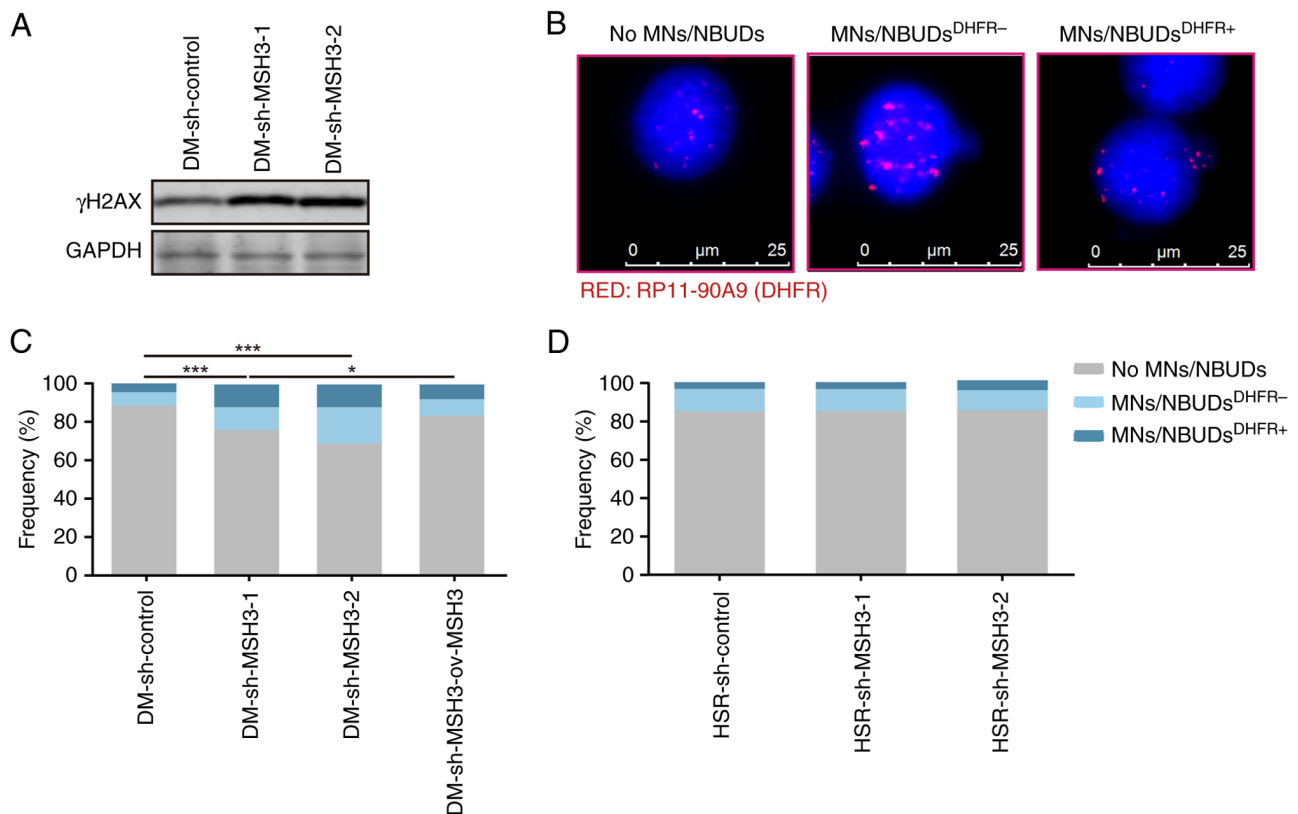 A
DM-sh-control
DM-sh-MSH3-1
DM-sh-MSH3-2
γH2AX
GAPDH
B
No MNs/NBUDs
MNs/NBUDsDHFR−
MNs/NBUDsDHFR+
0 µm 25
0 µm 25
0 µm 25
RED: RP11-90A9 (DHFR)
C
***
*** *
Frequency (%)
100
80
60
40
20
0
DM-sh-control
DM-sh-MSH3-1
DM-sh-MSH3-2
DM-sh-MSH3-ov-MSH3
D
Frequency (%)
100
80
60
40
20
0
HSR-sh-control
HSR-sh-MSH3-1
HSR-sh-MSH3-2
No MNs/NBUDs
MNs/NBUDsDHFR−
MNs/NBUDsDHFR+